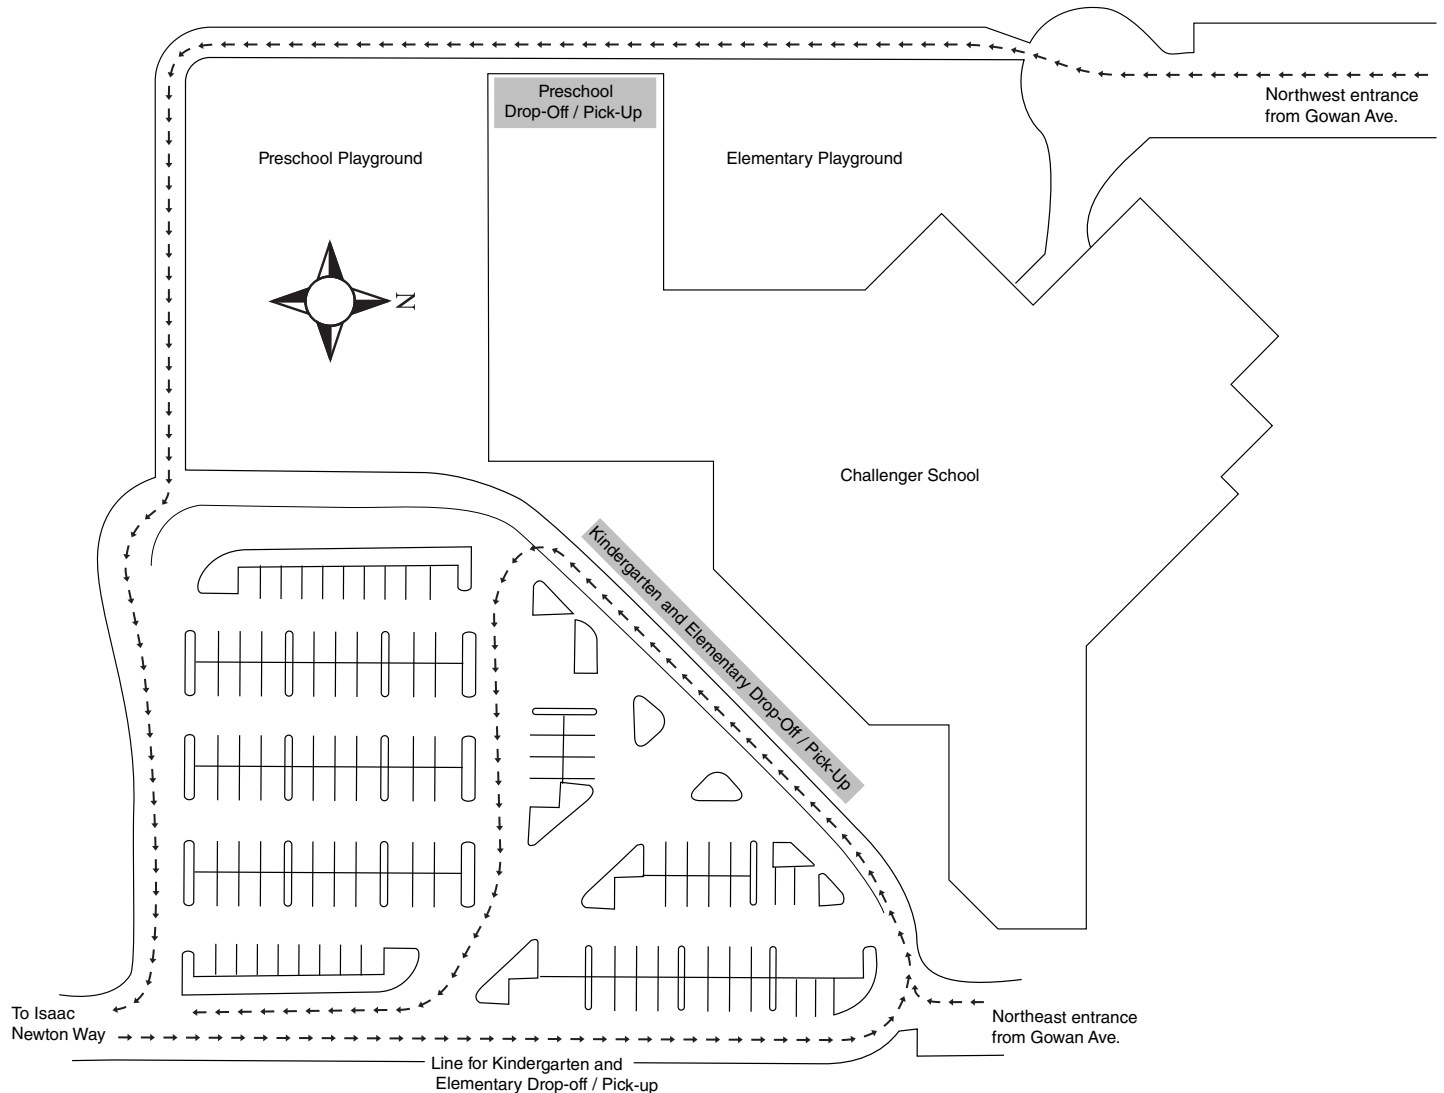 Preschool
Drop-Off / Pick-Up
Northwest entrance
from Gowan Ave.
Preschool Playground
Elementary Playground
N
Challenger School
Kindergarten and Elementary Drop-Off / Pick-Up
To Isaac
Newton Way
Northeast entrance
from Gowan Ave.
Line for Kindergarten and
Elementary Drop-off / Pick-up